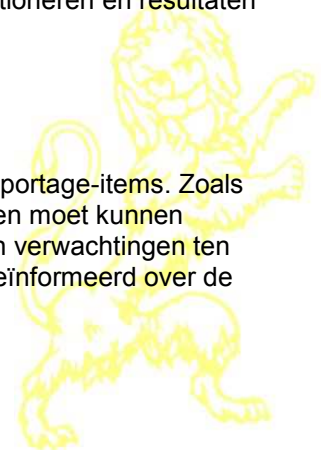 tioneren en resultaten
portage-items. Zoals
en moet kunnen
n verwachtingen ten
eïnformeerd over de